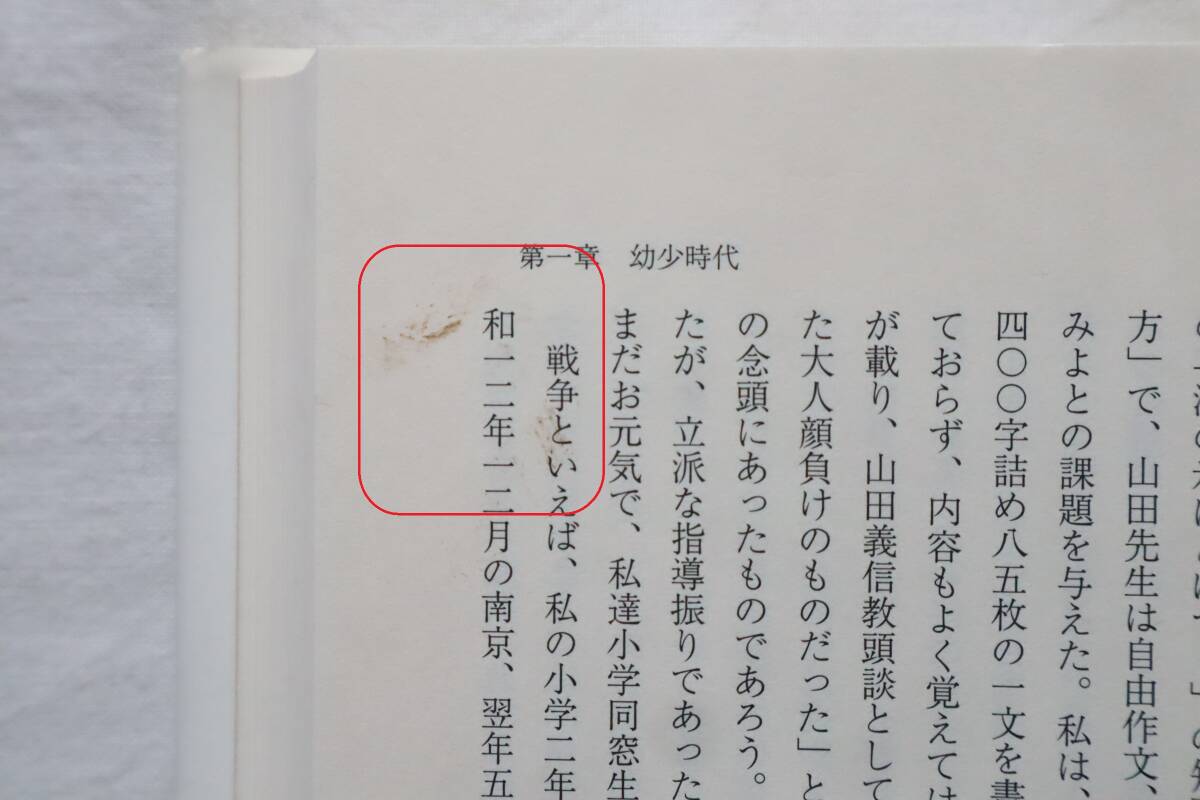 第一章　幼少時代
方」で、山田先生は自由作文、
みよとの課題を与えた。私は、
四〇〇字詰め八五枚の一文を書
ておらず、内容もよく覚えては
が載り、山田義信教頭談として
た大人顔負けのものだった」と
の念頭にあったものであろう。
たが、立派な指導振りであった
まだお元気で、私達小学同窓生
戦争といえば、私の小学二年
和一二年一二月の南京、翌年五